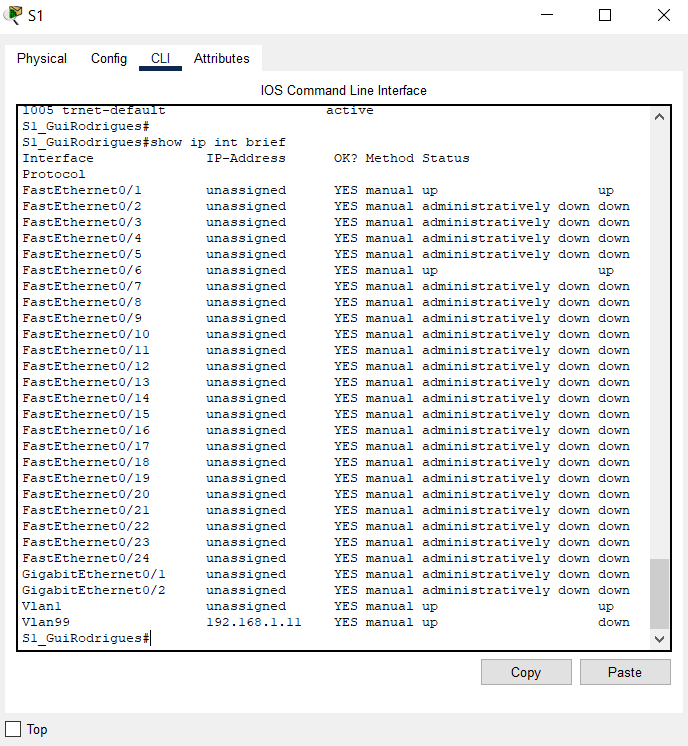 S1
Physical Config CLI Attributes
IOS Command Line Interface
1005 trnet-default active
S1_GuiRodrigues#
S1_GuiRodrigues#show ip int brief
Interface IP-Address OK? Method Status
Protocol
FastEthernet0/1 unassigned YES manual up up
FastEthernet0/2 unassigned YES manual administratively down down
FastEthernet0/3 unassigned YES manual administratively down down
FastEthernet0/4 unassigned YES manual administratively down down
FastEthernet0/5 unassigned YES manual administratively down down
FastEthernet0/6 unassigned YES manual up up
FastEthernet0/7 unassigned YES manual administratively down down
FastEthernet0/8 unassigned YES manual administratively down down
FastEthernet0/9 unassigned YES manual administratively down down
FastEthernet0/10 unassigned YES manual administratively down down
FastEthernet0/11 unassigned YES manual administratively down down
FastEthernet0/12 unassigned YES manual administratively down down
FastEthernet0/13 unassigned YES manual administratively down down
FastEthernet0/14 unassigned YES manual administratively down down
FastEthernet0/15 unassigned YES manual administratively down down
FastEthernet0/16 unassigned YES manual administratively down down
FastEthernet0/17 unassigned YES manual administratively down down
FastEthernet0/18 unassigned YES manual administratively down down
FastEthernet0/19 unassigned YES manual administratively down down
FastEthernet0/20 unassigned YES manual administratively down down
FastEthernet0/21 unassigned YES manual administratively down down
FastEthernet0/22 unassigned YES manual administratively down down
FastEthernet0/23 unassigned YES manual administratively down down
FastEthernet0/24 unassigned YES manual administratively down down
GigabitEthernet0/1 unassigned YES manual administratively down down
GigabitEthernet0/2 unassigned YES manual administratively down down
Vlan1 unassigned YES manual up up
Vlan99 192.168.1.11 YES manual up down
S1_GuiRodrigues#
Copy Paste
Top